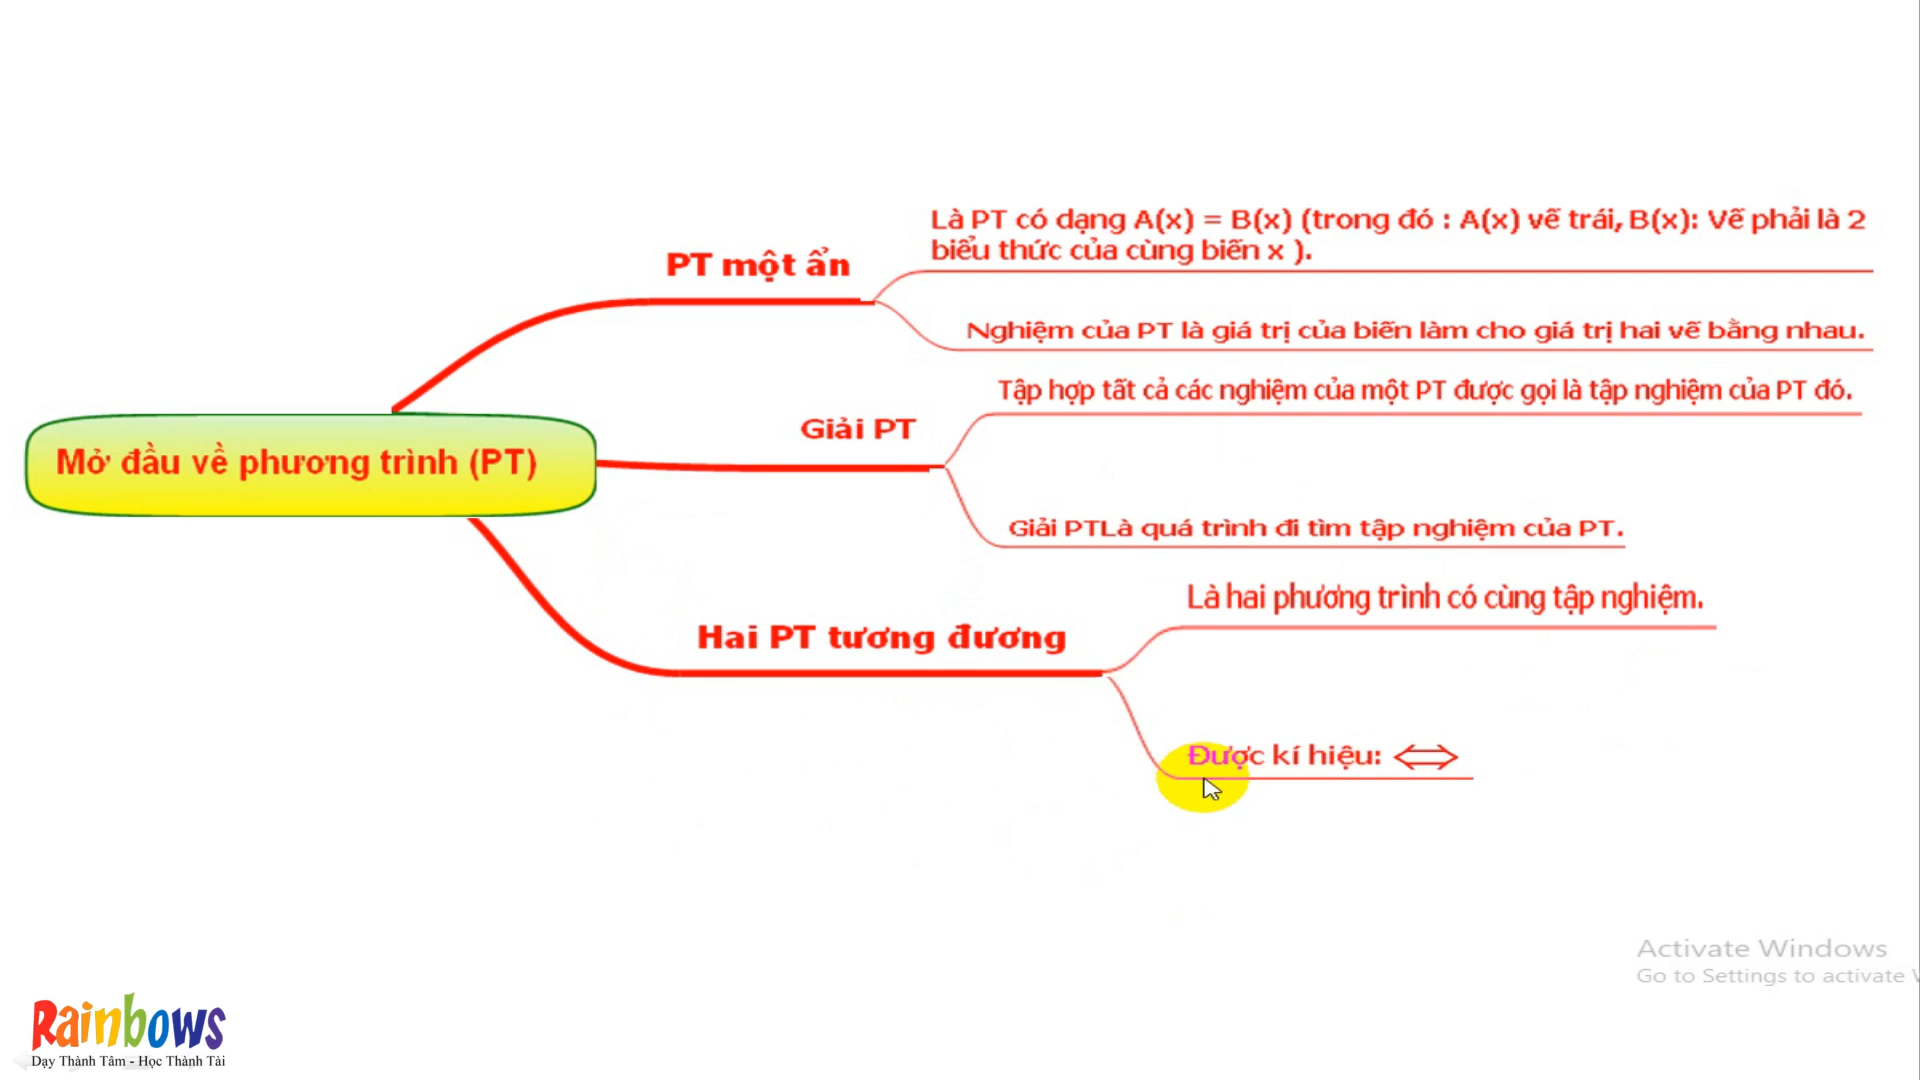 PT một ẩn
Là PT có dạng A(x) = B(x) (trong đó : A(x) vế trái, B(x): Vế phải là 2
biểu thức của cùng biến x ).
Nghiệm của PT là giá trị của biến làm cho giá trị hai vế bằng nhau.
Mở đầu về phương trình (PT)
Giải PT
Tập hợp tất cả các nghiệm của một PT được gọi là tập nghiệm của PT đó.
Giải PTLà quá trình đi tìm tập nghiệm của PT.
Hai PT tương đương
Là hai phương trình có cùng tập nghiệm.
Được kí hiệu: ⟺
Activate Windows
Go to Settings to activate
Rainbows
Dạy Thành Tâm - Học Thành Tài